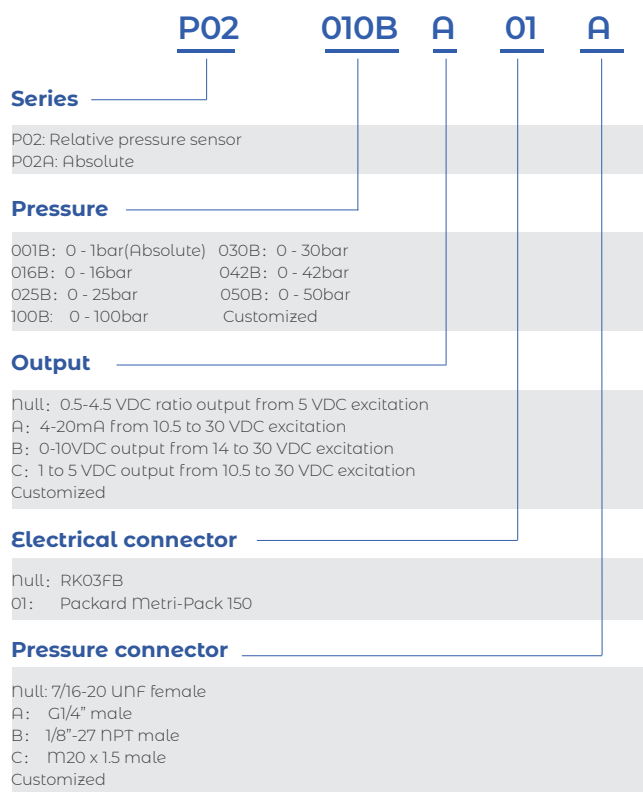 P02 010B A 01 A
Series
P02: Relative pressure sensor
P02A: Absolute
Pressure
001B: 0 - 1bar(Absolute) 030B: 0 - 30bar
016B: 0 - 16bar 042B: 0 - 42bar
025B: 0 - 25bar 050B: 0 - 50bar
100B: 0 - 100bar Customized
Output
Null: 0.5-4.5 VDC ratio output from 5 VDC excitation
A: 4-20mA from 10.5 to 30 VDC excitation
B: 0-10VDC output from 14 to 30 VDC excitation
C: 1 to 5 VDC output from 10.5 to 30 VDC excitation
Customized
Electrical connector
Null: RK03FB
01: Packard Metri-Pack 150
Pressure connector
Null: 7/16-20 UNF female
A: G1/4” male
B: 1/8”-27 NPT male
C: M20 x 1.5 male
Customized